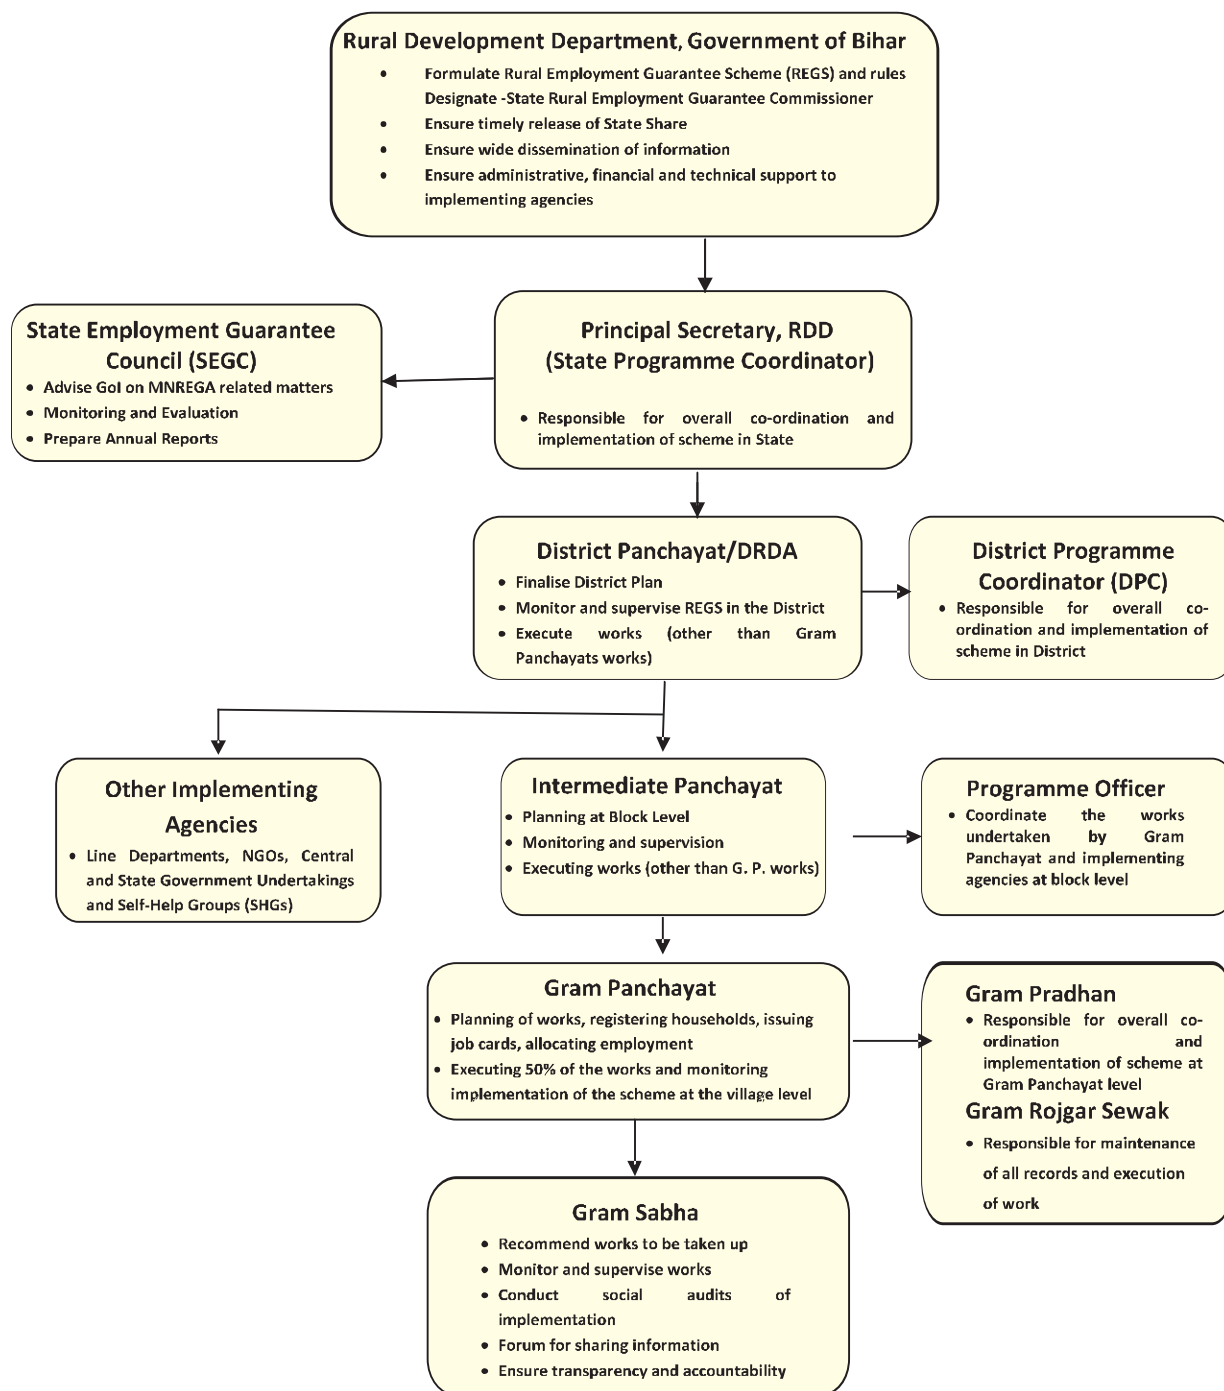 Rural Development Department, Government of Bihar
• Formulate Rural Employment Guarantee Scheme (REGS) and rules
Designate -State Rural Employment Guarantee Commissioner
• Ensure timely release of State Share
• Ensure wide dissemination of information
• Ensure administrative, financial and technical support to
implementing agencies
State Employment Guarantee
Council (SEGC)
• Advise GoI on MNREGA related matters
• Monitoring and Evaluation
• Prepare Annual Reports
Principal Secretary, RDD
(State Programme Coordinator)
• Responsible for overall co-ordination and
implementation of scheme in State
District Panchayat/DRDA
• Finalise District Plan
• Monitor and supervise REGS in the District
• Execute works (other than Gram
Panchayats works)
District Programme
Coordinator (DPC)
• Responsible for overall co-
ordination and implementation of
scheme in District
Other Implementing
Agencies
• Line Departments, NGOs, Central
and State Government Undertakings
and Self-Help Groups (SHGs)
Intermediate Panchayat
• Planning at Block Level
• Monitoring and supervision
• Executing works (other than G. P. works)
Programme Officer
• Coordinate the works
undertaken by Gram
Panchayat and implementing
agencies at block level
Gram Panchayat
• Planning of works, registering households, issuing
job cards, allocating employment
• Executing 50% of the works and monitoring
implementation of the scheme at the village level
Gram Pradhan
• Responsible for overall co-
ordination and
implementation of scheme at
Gram Panchayat level
Gram Rojgar Sewak
• Responsible for maintenance
of all records and execution
of work
Gram Sabha
• Recommend works to be taken up
• Monitor and supervise works
• Conduct social audits of
implementation
• Forum for sharing information
• Ensure transparency and accountability